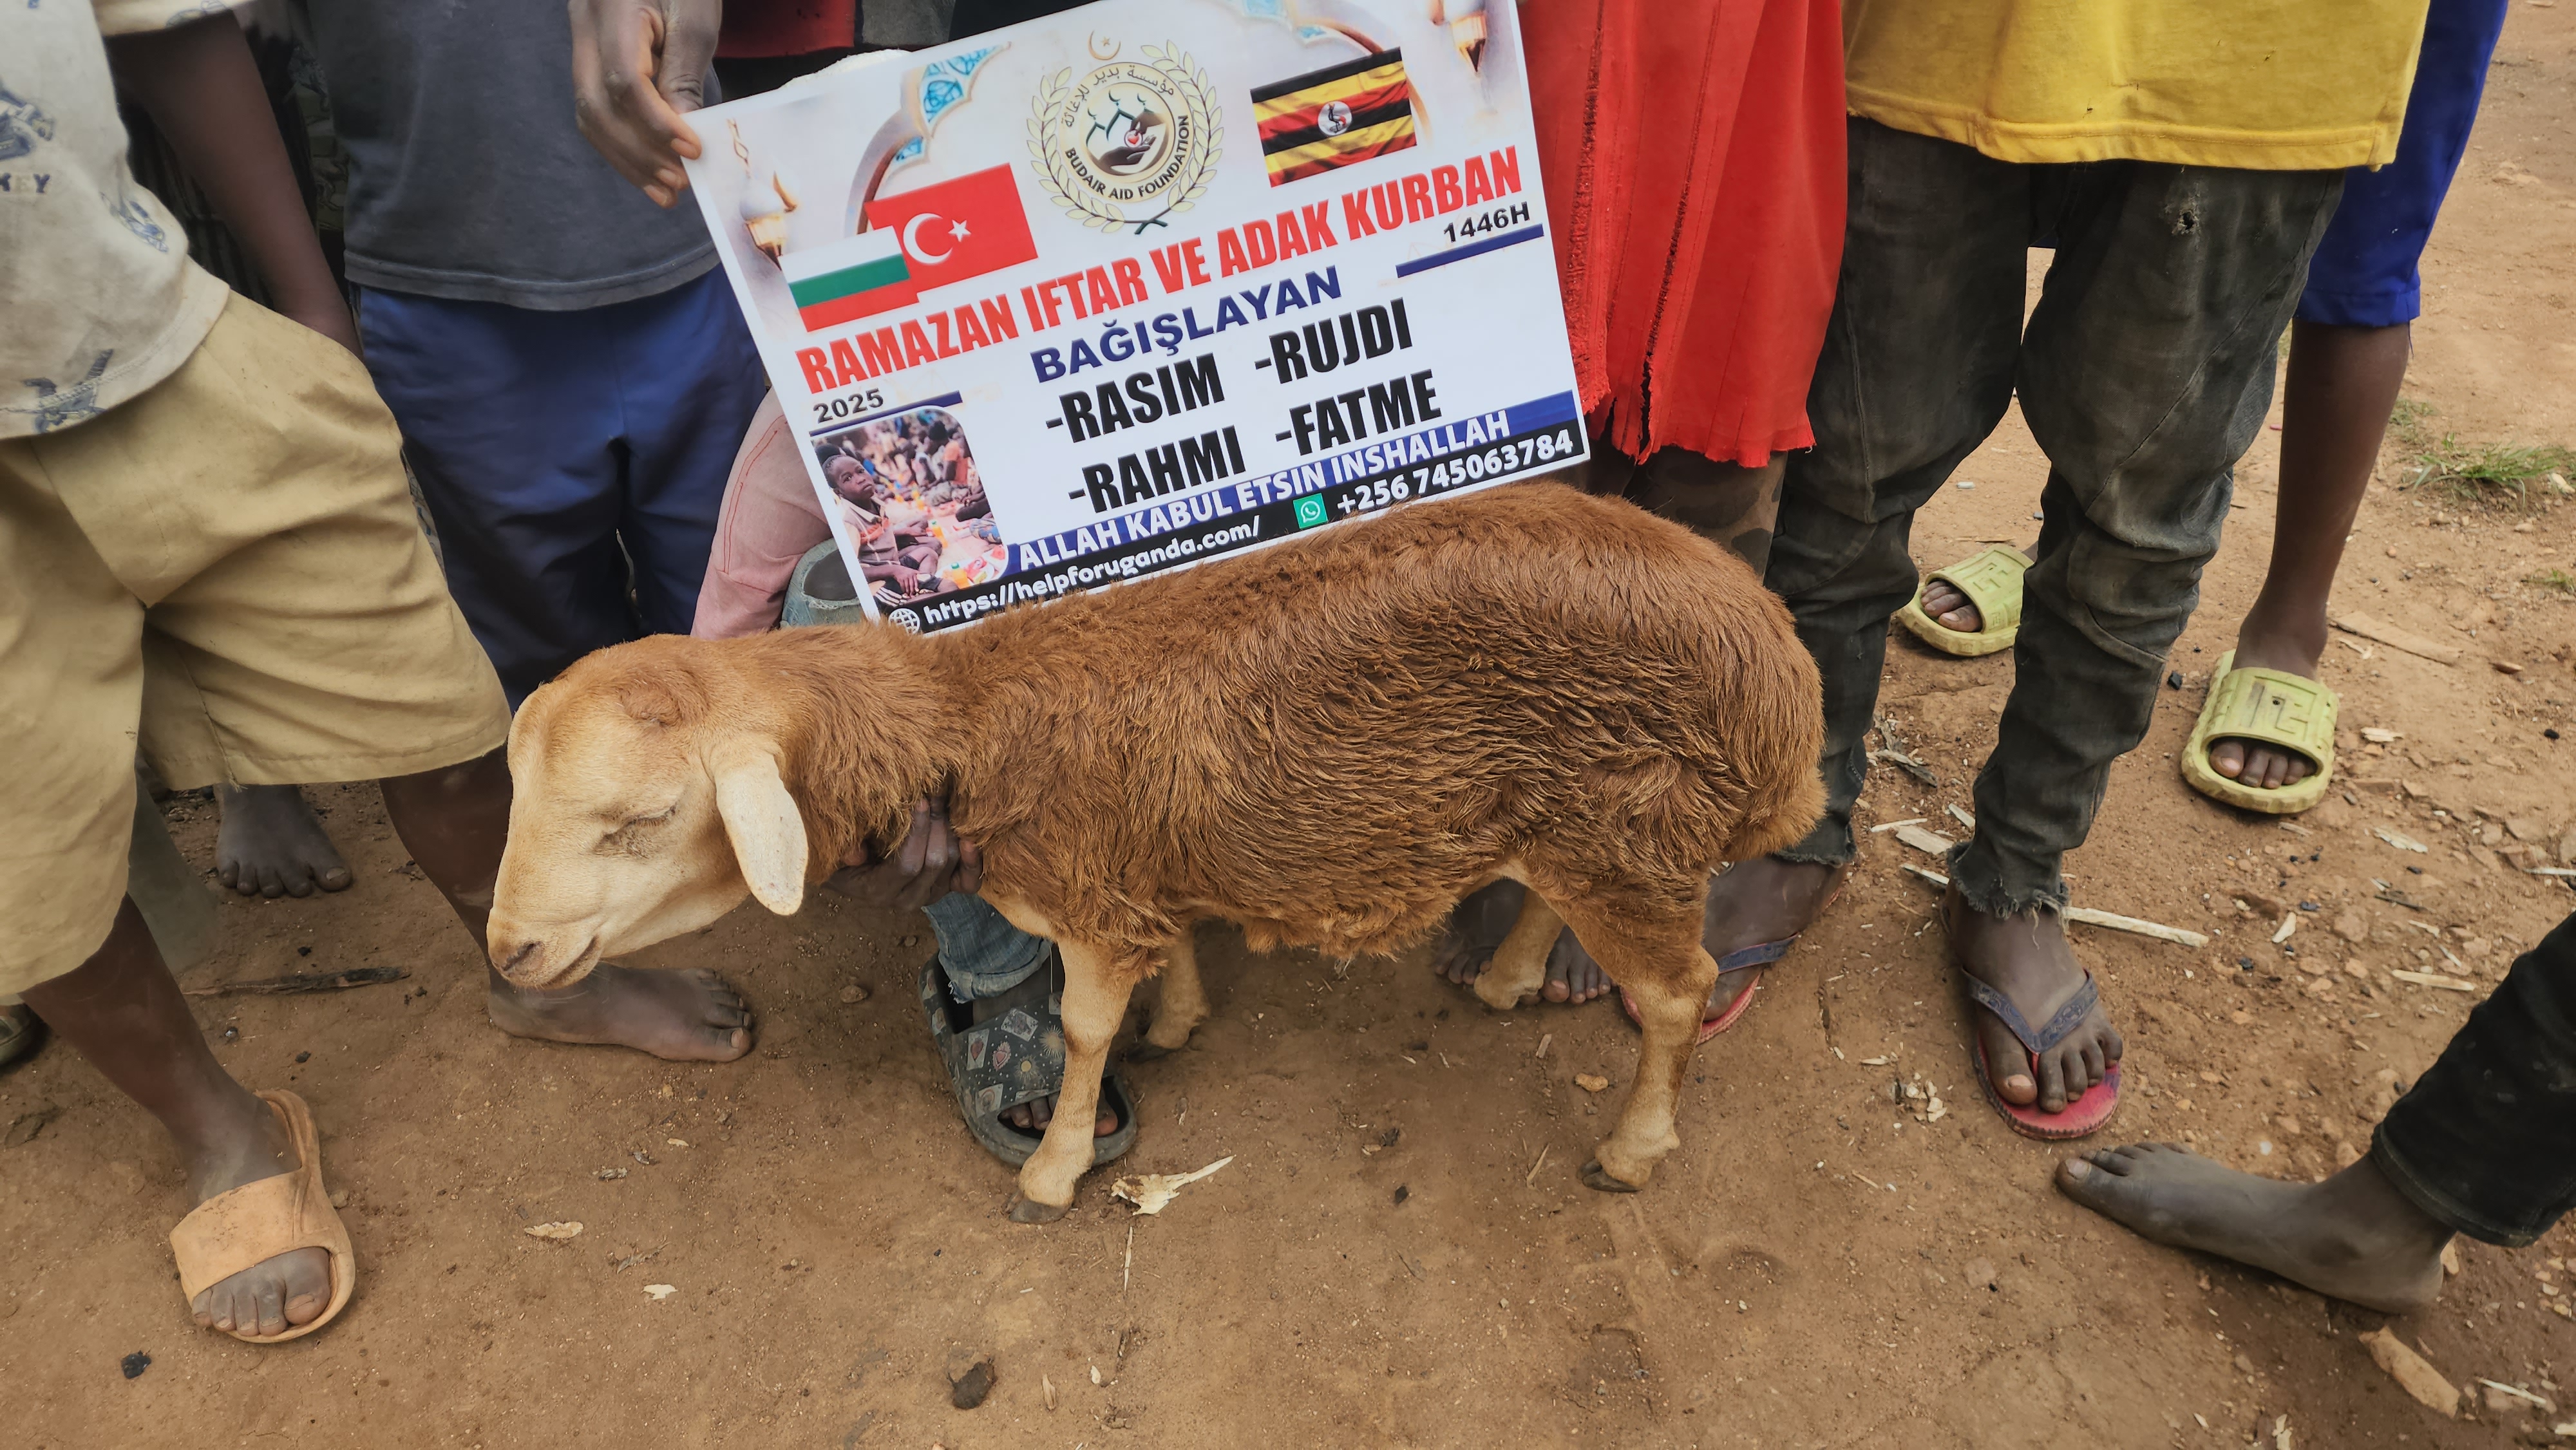 مؤسسة بدير للإغاثة
BUDAIR AID FOUNDATION
RAMAZAN IFTAR VE ADAK KURBAN
1446H
BAĞIŞLAYAN
2025
-RASIM -RUJDI
-RAHMI -FATME
ALLAH KABUL ETSIN INSHALLAH
https://helpforuganda.com/ +256 745063784